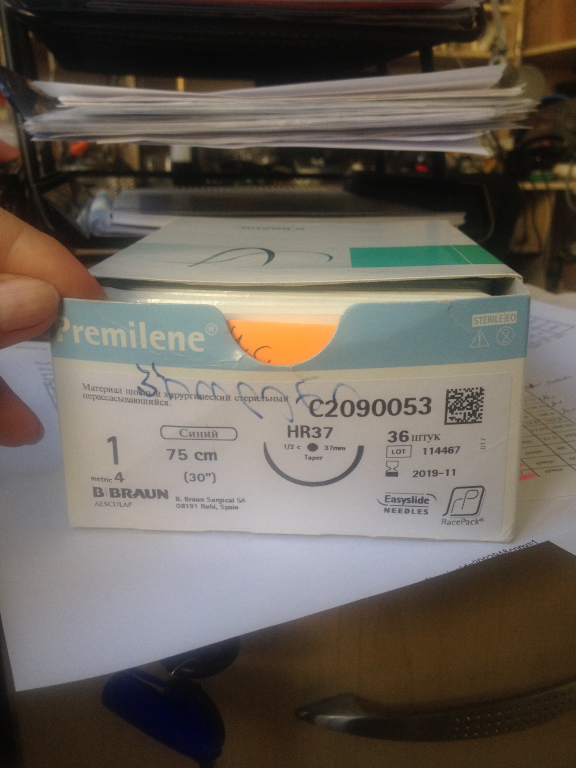 Premilene®
STERILE EO
Материал шовный хирургический стерильный
нерассасывающийся.
C2090053
1
metric 4
Синий
75 cm
(30")
HR37
1/2 c 37mm
Taper
36 штук
LOT 114467
2019-11
B BRAUN
AESCULAP
B. Braun Surgical SA
08191 Rubi, Spain
Easyslide
NEEDLES
RacePack®